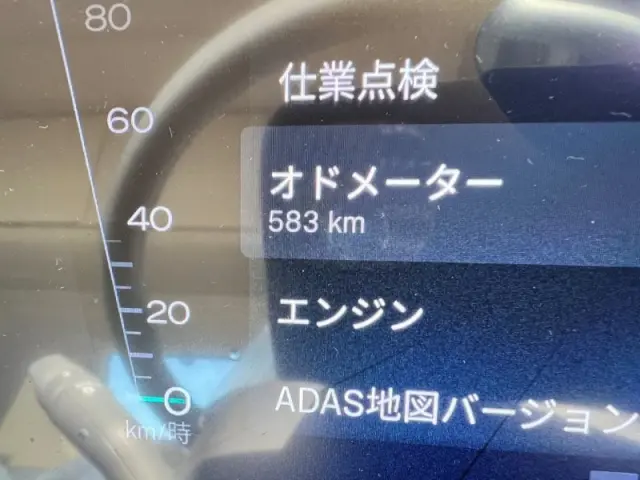 80
60
40
20
0
km/時
仕業点検
オドメーター
583 km
エンジン
ADAS地図バージョン